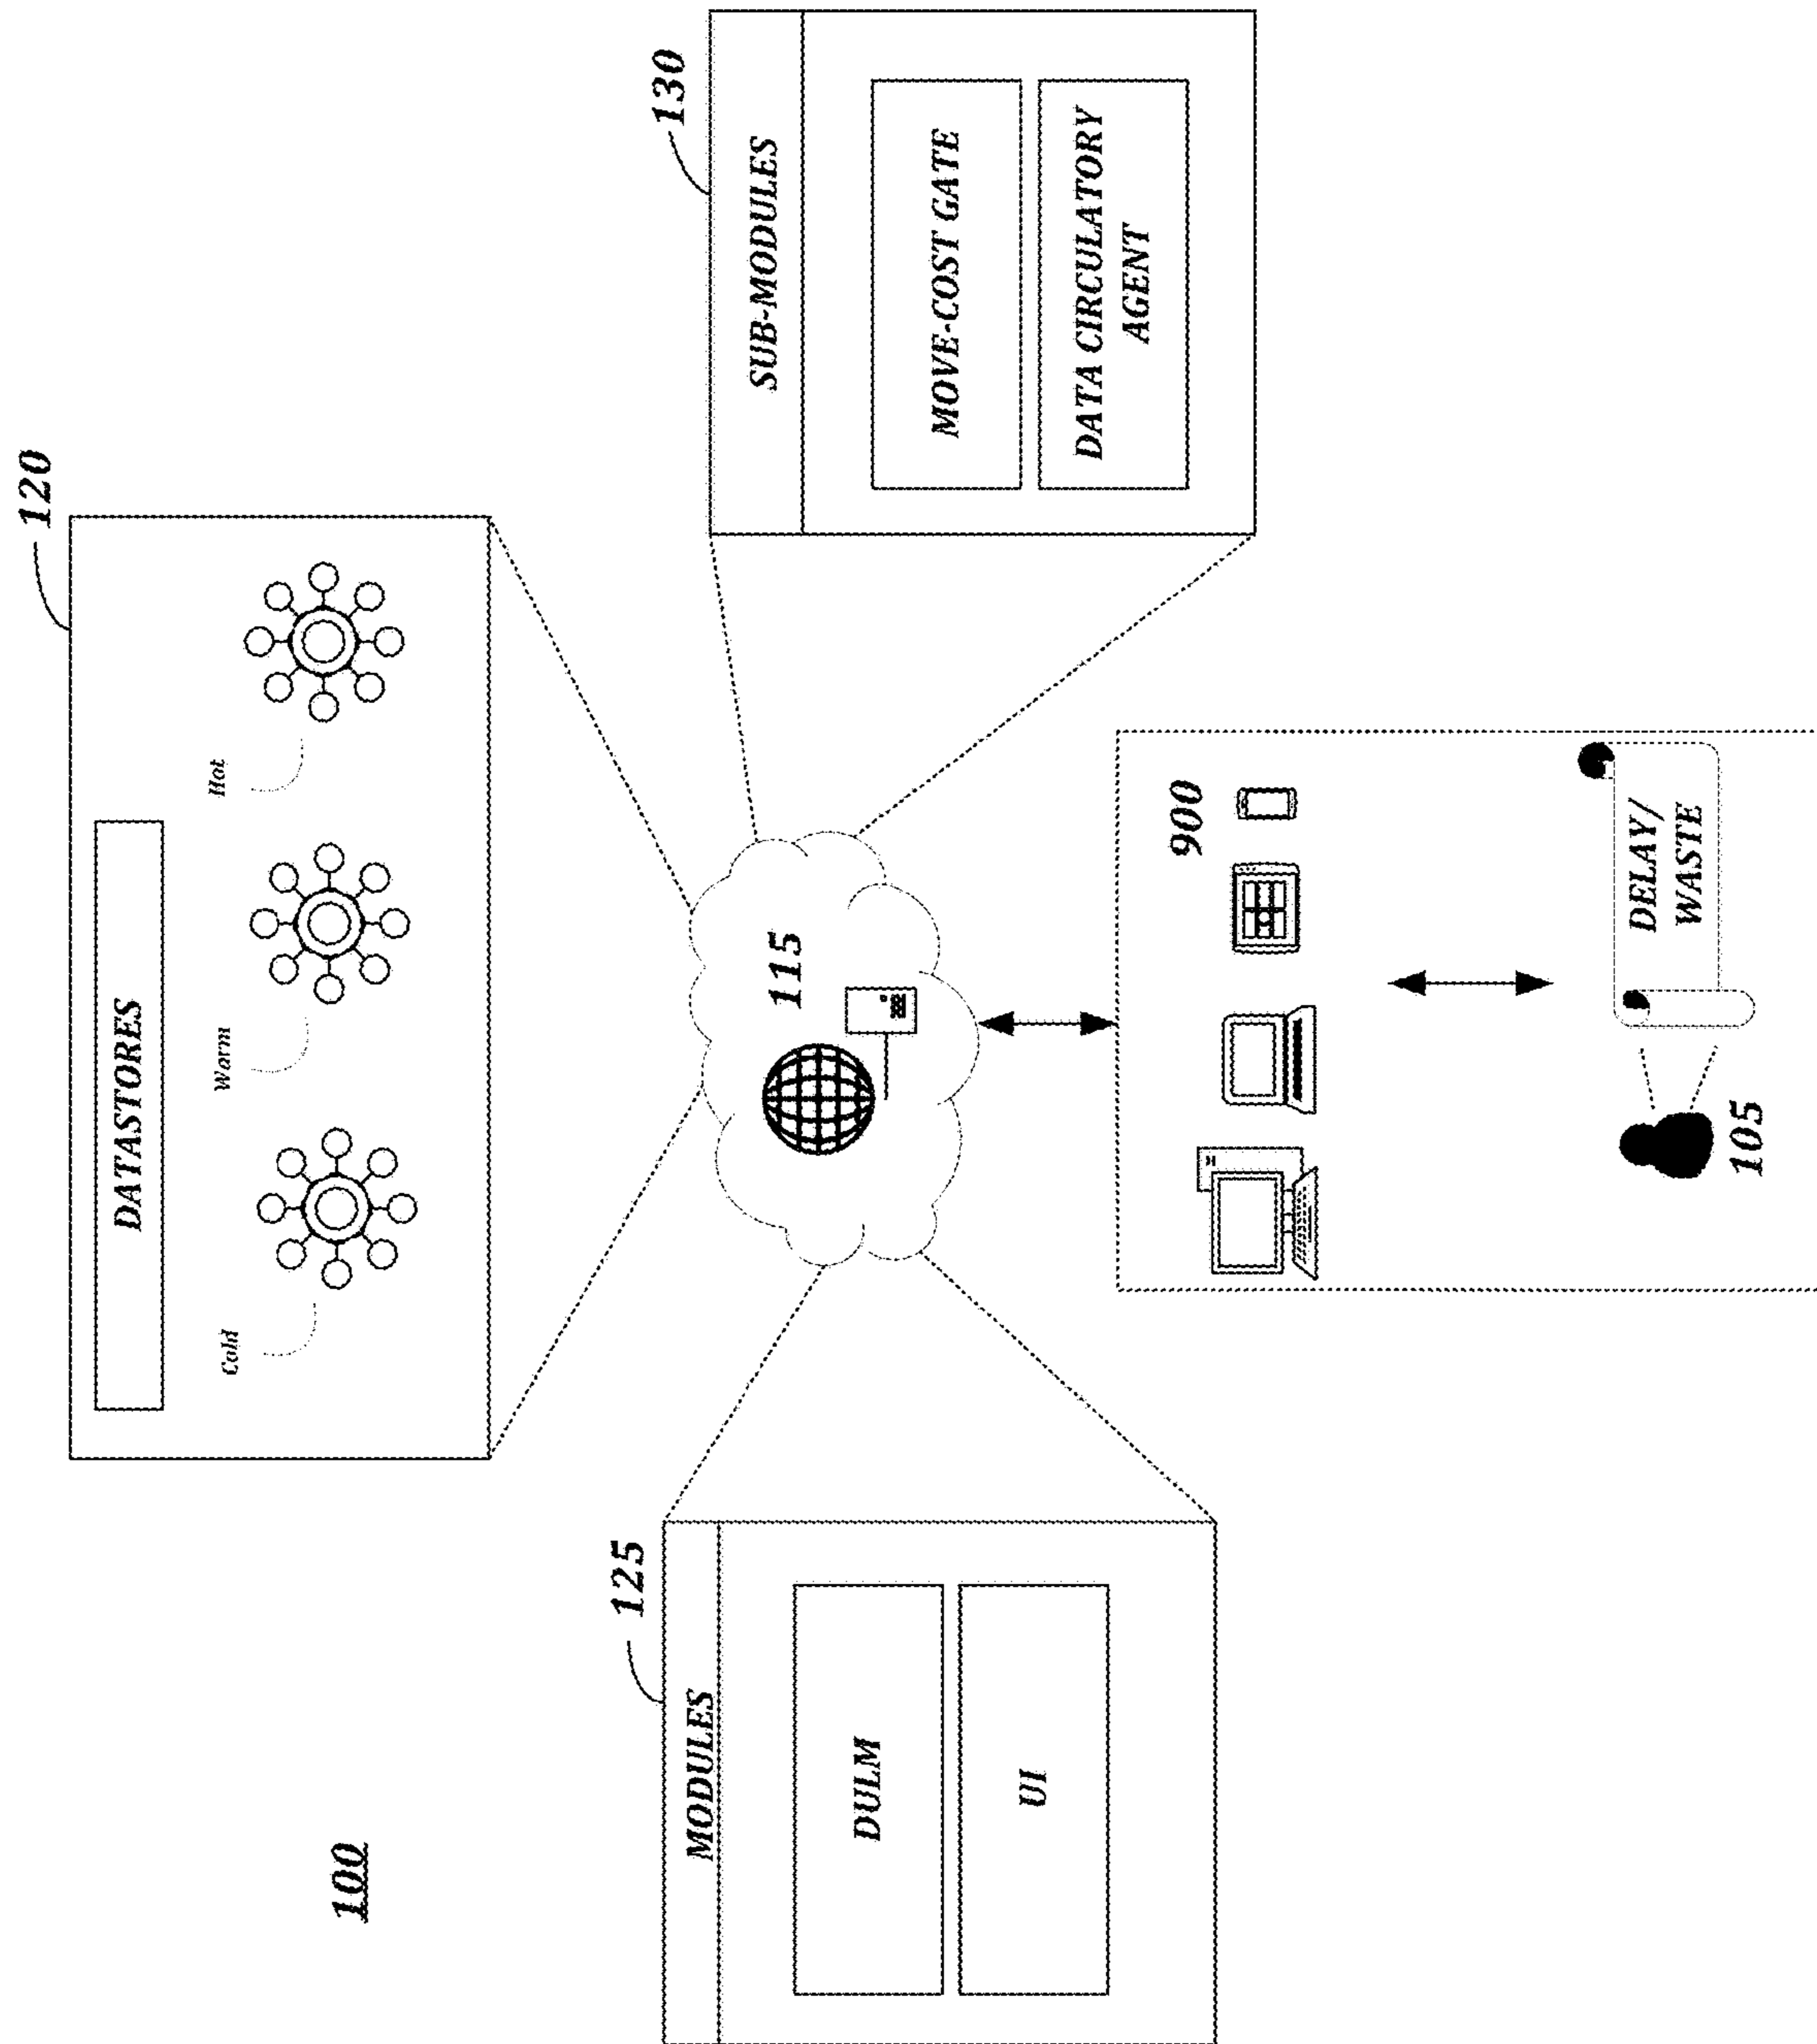 100
120
DATASTORES
Cold
Warm
Hot
125
MODULES
DULM
UI
115
130
SUB-MODULES
MOVE-COST GATE
DATA CIRCULATORY
AGENT
900
105
DELAY/
WASTE